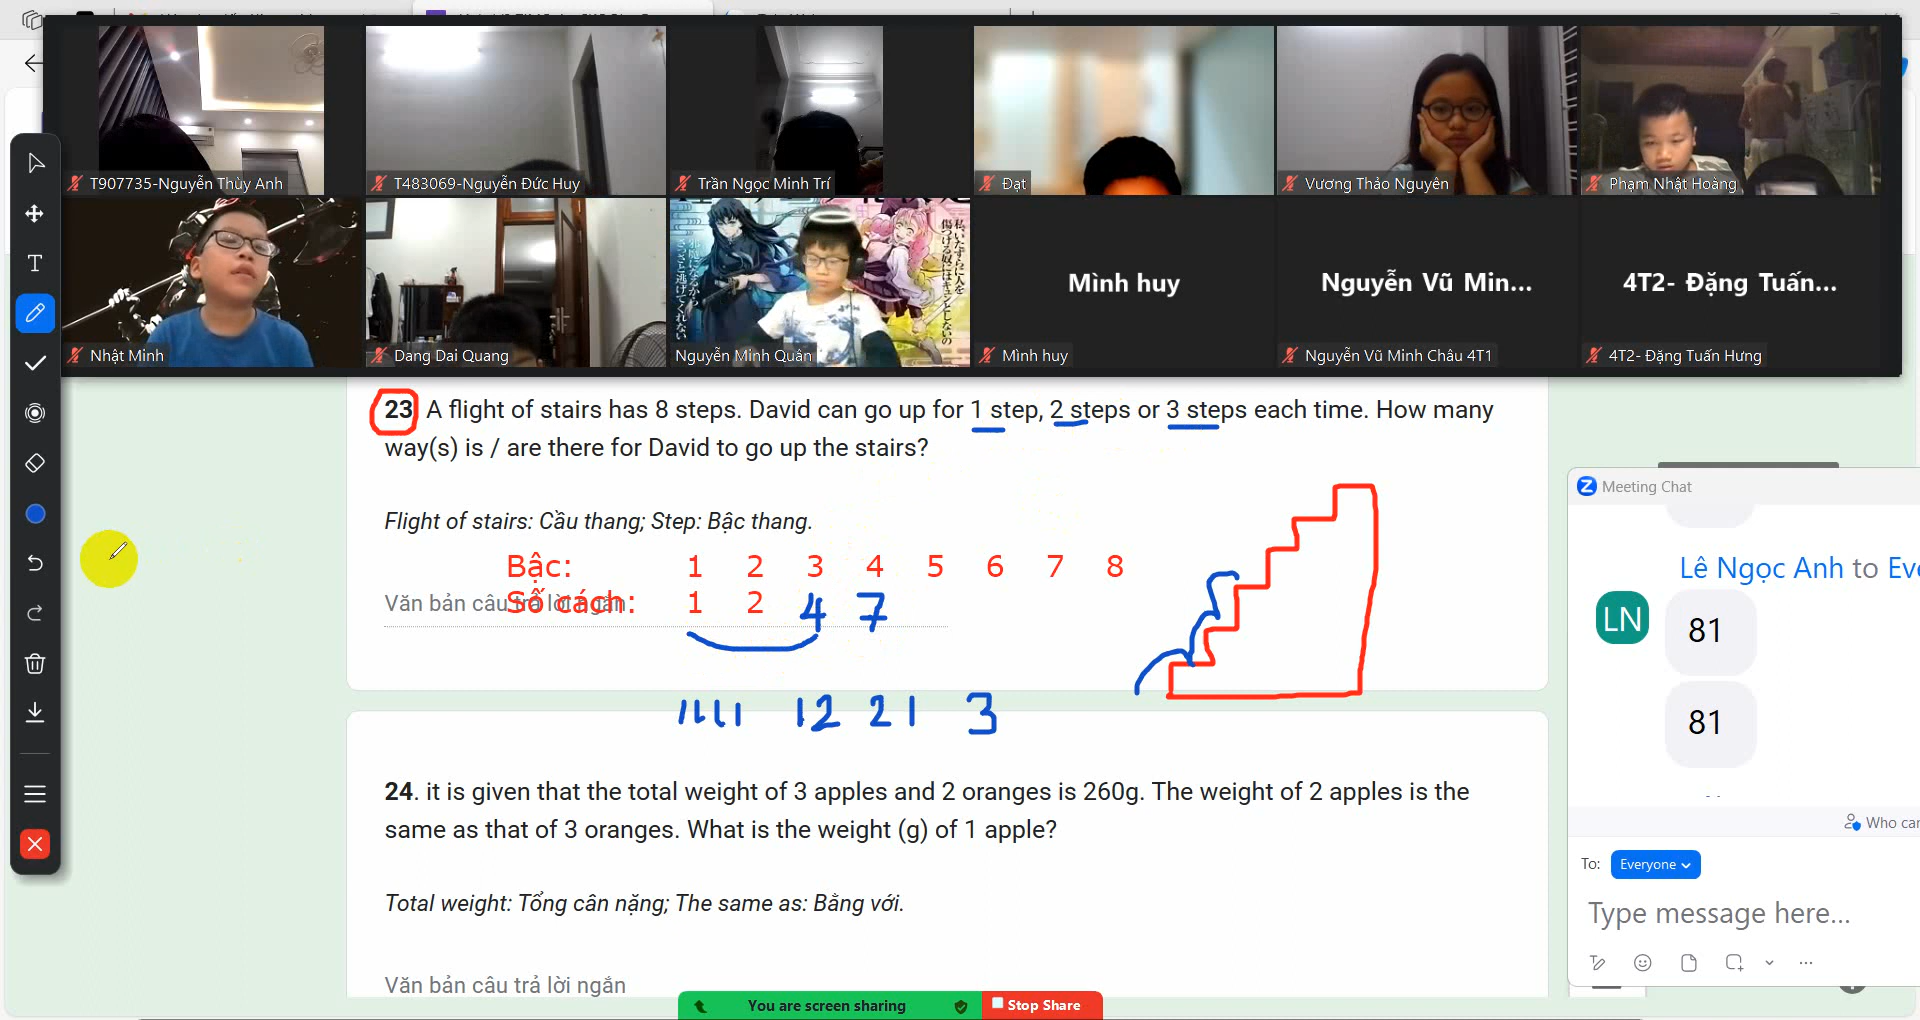 T907735-Nguyễn Thùy Anh
T483069-Nguyễn Đức Huy
Trần Ngọc Minh Trí
Đạt
Vương Thảo Nguyên
Phạm Nhật Hoàng
Nhật Minh
Dang Dai Quang
Nguyễn Minh Quân
Mình huy
Mình huy
Nguyễn Vũ Min...
Nguyễn Vũ Minh Châu 4T1
4T2- Đặng Tuấn...
4T2- Đặng Tuấn Hưng
23 A flight of stairs has 8 steps. David can go up for 1 step, 2 steps or 3 steps each time. How many
way(s) is / are there for David to go up the stairs?
Flight of stairs: Cầu thang; Step: Bậc thang.
Bậc: 1 2 3 4 5 6 7 8
Văn bản câu trả lời ngắn
Số cách: 1 2 4 7
12 21 3
24. it is given that the total weight of 3 apples and 2 oranges is 260g. The weight of 2 apples is the
same as that of 3 oranges. What is the weight (g) of 1 apple?
Total weight: Tổng cân nặng; The same as: Bằng với.
Văn bản câu trả lời ngắn
T
Meeting Chat
Lê Ngọc Anh to Eve
LN
81
81
Who can
To: Everyone
Type message here...
You are screen sharing
Stop Share